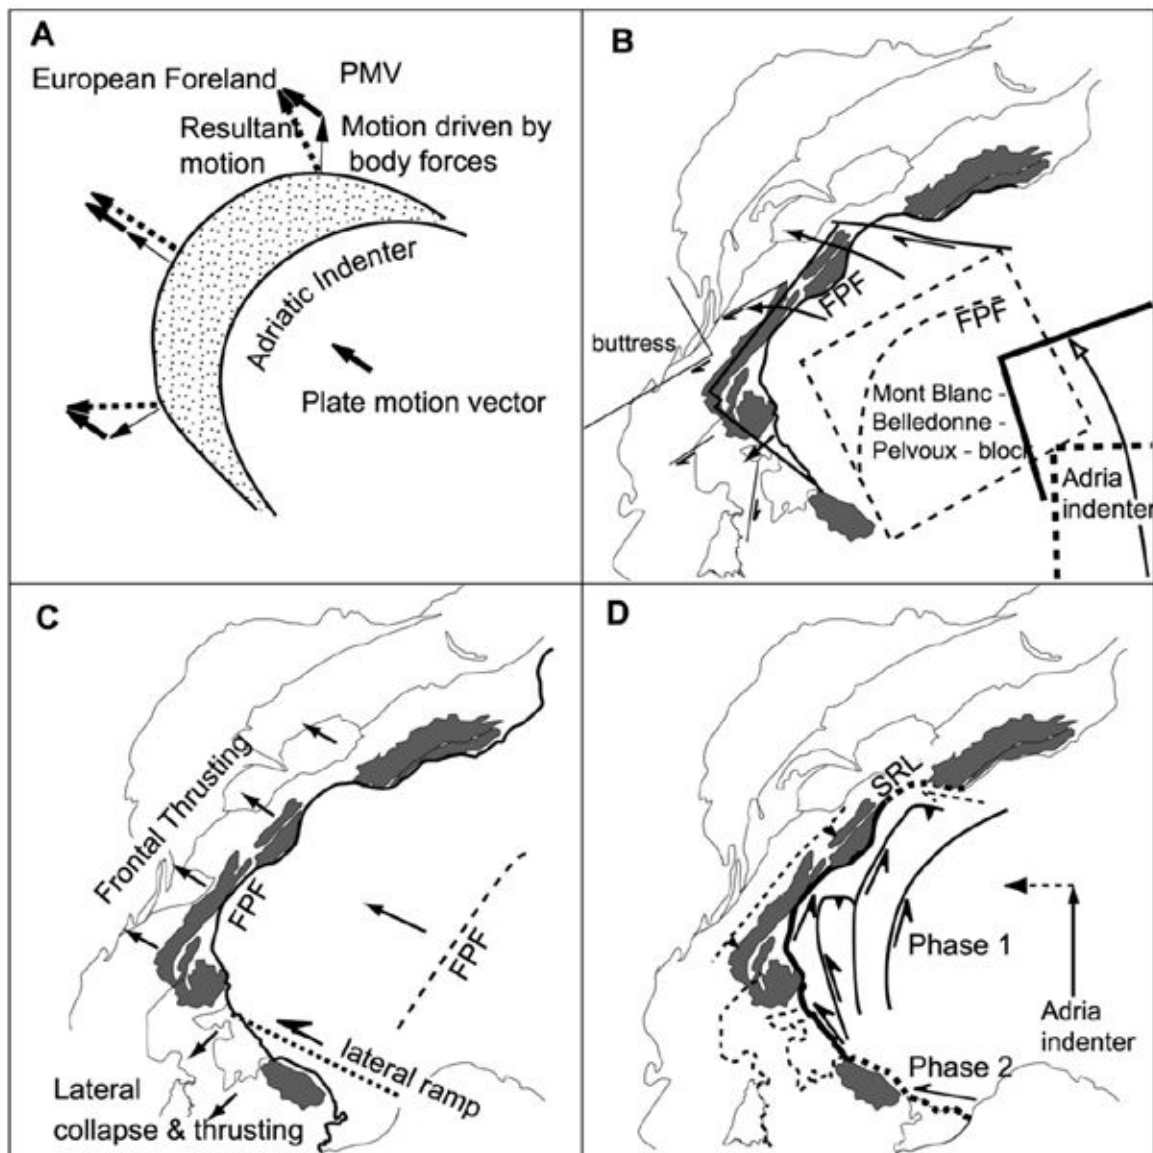 A
European Foreland
PMV
Resultant
motion
Motion driven by
body forces
Adriatic Indenter
Plate motion vector
B
FPF
FPF
buttress
Mont Blanc -
Belledonne -
Pelvoux - block
Adria
indenter
C
Frontal Thrusting
FPF
FPF
lateral ramp
Lateral
collapse & thrusting
D
SRL
Phase 1
Adria
indenter
Phase 2